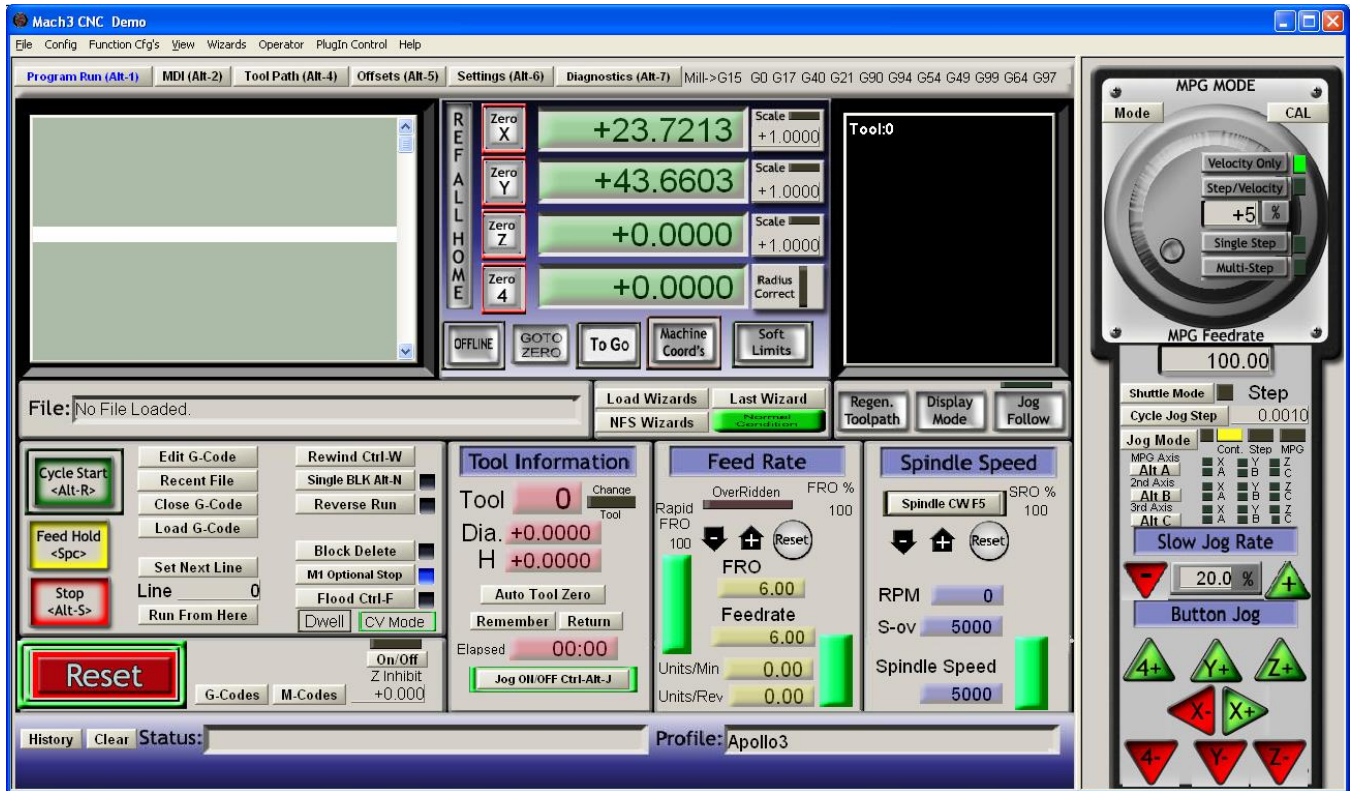 Mach3 CNC Demo
File Config Function Cfg's View Wizards Operator PlugIn Control Help
Program Run (Alt-1) MDI (Alt-2) Tool Path (Alt-4) Offsets (Alt-5) Settings (Alt-6) Diagnostics (Alt-7) Mill->G15 G0 G17 G40 G21 G90 G94 G54 G49 G99 G64 G97
REF ALL HOME
Zero X +23.7213 Scale +1.0000
Zero Y +43.6603 Scale +1.0000
Zero Z +0.0000 Scale +1.0000
Zero 4 +0.0000 Radius Correct
OFFLINE GOTO ZERO To Go Machine Coord's Soft Limits
Tool:0
File: No File Loaded.
Load Wizards Last Wizard
NFS Wizards Normal Condition
Regen. Toolpath Display Mode Jog Follow
Cycle Start <Alt-R>
Feed Hold <Spc>
Stop <Alt-S>
Edit G-Code
Recent File
Close G-Code
Load G-Code
Set Next Line
Line 0
Run From Here
Rewind Ctrl-W
Single BLK Alt-N
Reverse Run
Block Delete
M1 Optional Stop
Flood Ctrl-F
Dwell CV Mode
Reset
G-Codes M-Codes
On/Off
Z Inhibit
+0.000
Tool Information
Tool 0 Change Tool
Dia. +0.0000
H +0.0000
Auto Tool Zero
Remember Return
Elapsed 00:00
Jog ON/OFF Ctrl-Alt-J
Feed Rate
OverRidden FRO %
100
Rapid FRO
100
Reset
FRO
6.00
Feedrate
6.00
Units/Min 0.00
Units/Rev 0.00
Spindle Speed
Spindle CW F5 SRO %
100
Reset
RPM 0
S-ov 5000
Spindle Speed
5000
History Clear Status:
Profile: Apollo3
MPG MODE
Mode CAL
Velocity Only
Step/Velocity
+5 %
Single Step
Multi-Step
MPG Feedrate
100.00
Shuttle Mode Step
Cycle Jog Step 0.0010
Jog Mode Cont. Step MPG
MPG Axis X Y Z
Alt A A B C
2nd Axis X Y Z
Alt B A B C
3rd Axis X Y Z
Alt C A B C
Slow Jog Rate
- 20.0 % +
Button Jog
4+ Y+ Z+
X- X+
4- Y- Z-